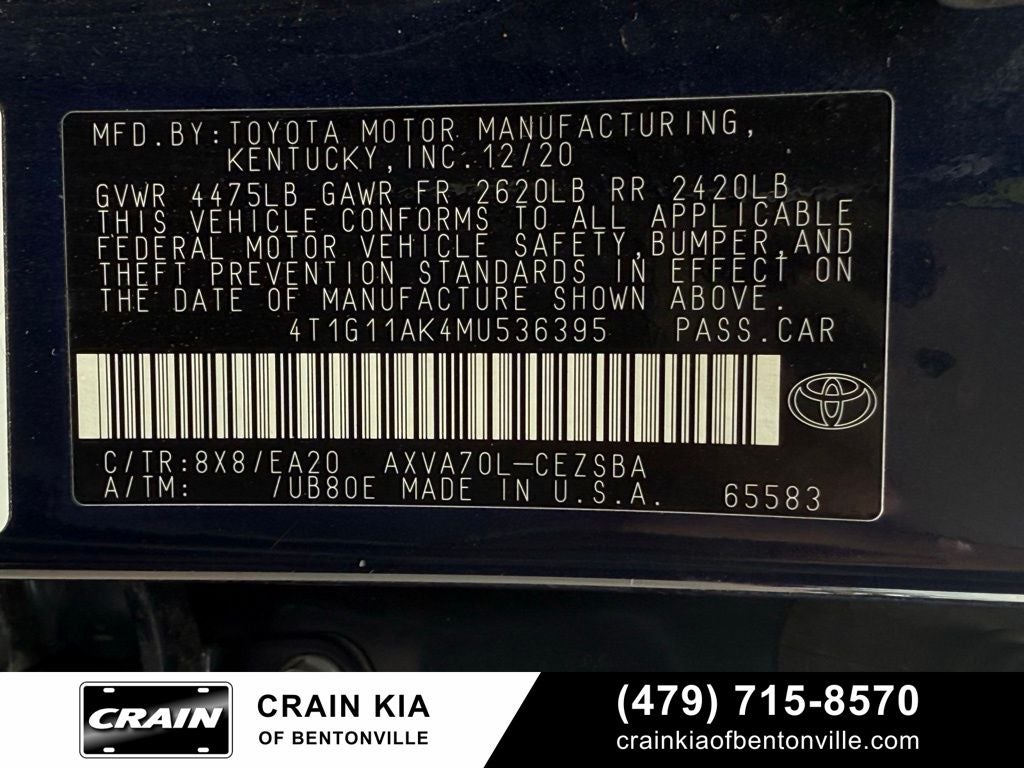 MFD.BY:TOYOTA MOTOR MANUFACTURING,
KENTUCKY,INC.12/20
GVWR 4475LB GAWR FR 2620LB RR 2420LB
THIS VEHICLE CONFORMS TO ALL APPLICABLE
FEDERAL MOTOR VEHICLE SAFETY,BUMPER,AND
THEFT PREVENTION STANDARDS IN EFFECT ON
THE DATE OF MANUFACTURE SHOWN ABOVE.
4T1G11AK4MU536395 PASS.CAR
C/TR:8X8/EA20 AXVA70L-CEZSBA
A/TM: /UB80E MADE IN U.S.A. 65583
CRAIN
CRAIN KIA
OF BENTONVILLE
(479) 715-8570
crainkiaofbentonville.com